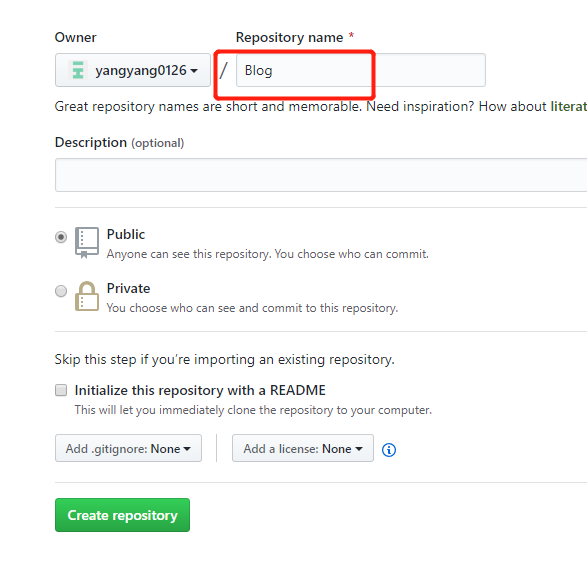 Owner Repository name *
yangyang0126 / Blog
Great repository names are short and memorable. Need inspiration? How about literat
Description (optional)
Public
Anyone can see this repository. You choose who can commit.
Private
You choose who can see and commit to this repository.
Skip this step if you're importing an existing repository.
Initialize this repository with a README
This will let you immediately clone the repository to your computer.
Add .gitignore: None Add a license: None
Create repository